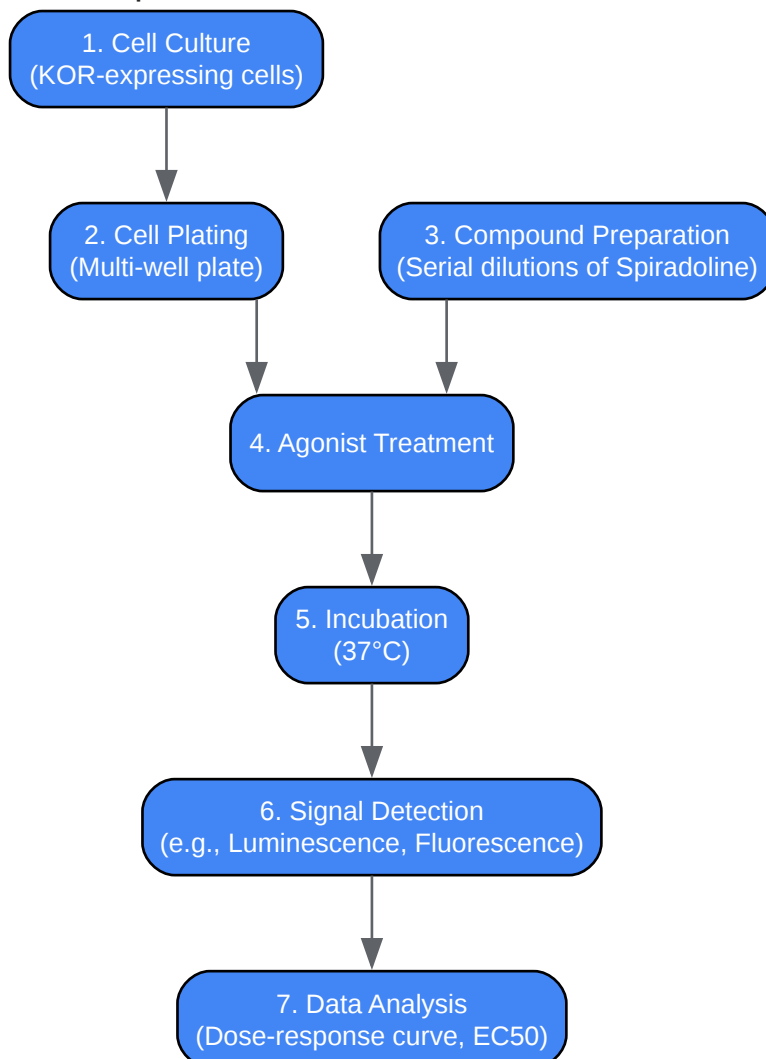 1. Cell Culture
(KOR-expressing cells)
2. Cell Plating
(Multi-well plate)
3. Compound Preparation
(Serial dilutions of Spiradoline)
4. Agonist Treatment
5. Incubation
(37°C)
6. Signal Detection
(e.g., Luminescence, Fluorescence)
7. Data Analysis
(Dose-response curve, EC50)